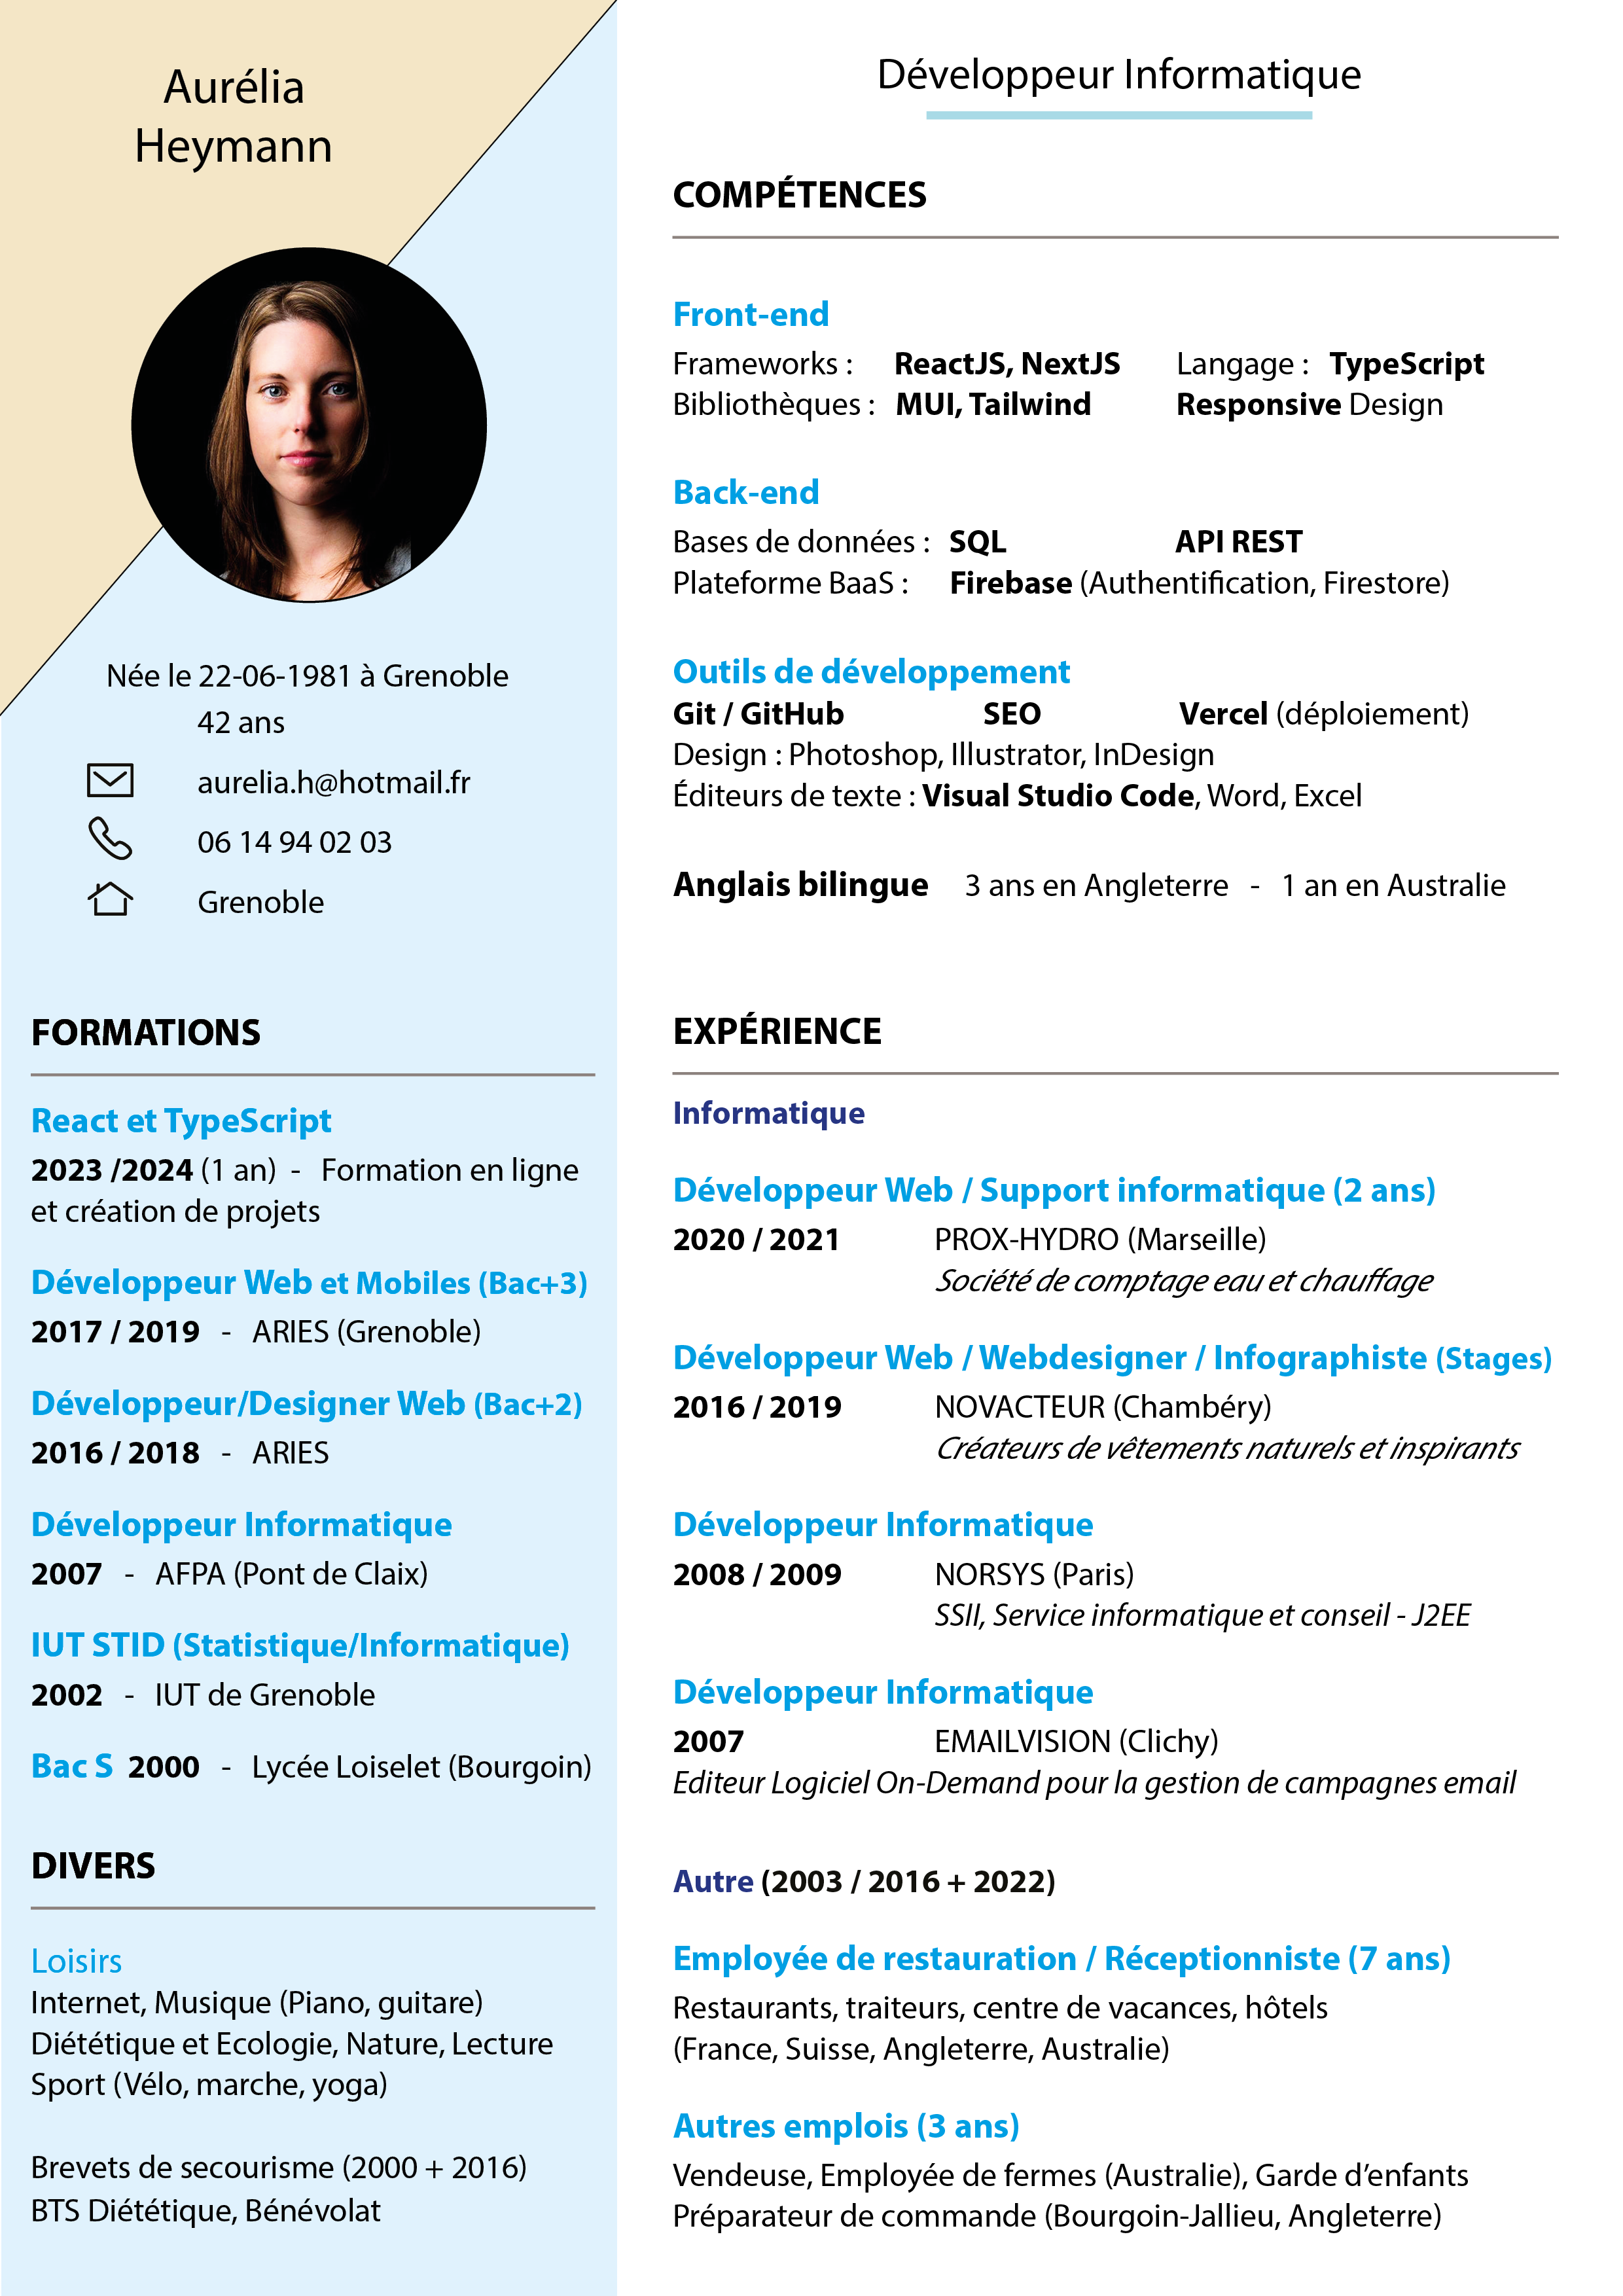 Aurélia
Heymann
Née le 22-06-1981 à Grenoble
42 ans
aurelia.h@hotmail.fr
06 14 94 02 03
Grenoble
FORMATIONS
React et TypeScript
2023 /2024 (1 an) - Formation en ligne
et création de projets
Développeur Web et Mobiles (Bac+3)
2017 / 2019 - ARIES (Grenoble)
Développeur/Designer Web (Bac+2)
2016 / 2018 - ARIES
Développeur Informatique
2007 - AFPA (Pont de Claix)
IUT STID (Statistique/Informatique)
2002 - IUT de Grenoble
Bac S 2000 - Lycée Loiselet (Bourgoin)
DIVERS
Loisirs
Internet, Musique (Piano, guitare)
Diététique et Ecologie, Nature, Lecture
Sport (Vélo, marche, yoga)
Brevets de secourisme (2000 + 2016)
BTS Diététique, Bénévolat
Développeur Informatique
COMPÉTENCES
Front-end
Frameworks : ReactJS, NextJS Langage : TypeScript
Bibliothèques : MUI, Tailwind Responsive Design
Back-end
Bases de données : SQL API REST
Plateforme BaaS : Firebase (Authentification, Firestore)
Outils de développement
Git / GitHub SEO Vercel (déploiement)
Design : Photoshop, Illustrator, InDesign
Éditeurs de texte : Visual Studio Code, Word, Excel
Anglais bilingue 3 ans en Angleterre - 1 an en Australie
EXPÉRIENCE
Informatique
Développeur Web / Support informatique (2 ans)
2020 / 2021 PROX-HYDRO (Marseille)
Société de comptage eau et chauffage
Développeur Web / Webdesigner / Infographiste (Stages)
2016 / 2019 NOVACTEUR (Chambéry)
Créateurs de vêtements naturels et inspirants
Développeur Informatique
2008 / 2009 NORSYS (Paris)
SSII, Service informatique et conseil - J2EE
Développeur Informatique
2007 EMAILVISION (Clichy)
Editeur Logiciel On-Demand pour la gestion de campagnes email
Autre (2003 / 2016 + 2022)
Employée de restauration / Réceptionniste (7 ans)
Restaurants, traiteurs, centre de vacances, hôtels
(France, Suisse, Angleterre, Australie)
Autres emplois (3 ans)
Vendeuse, Employée de fermes (Australie), Garde d’enfants
Préparateur de commande (Bourgoin-Jallieu, Angleterre)